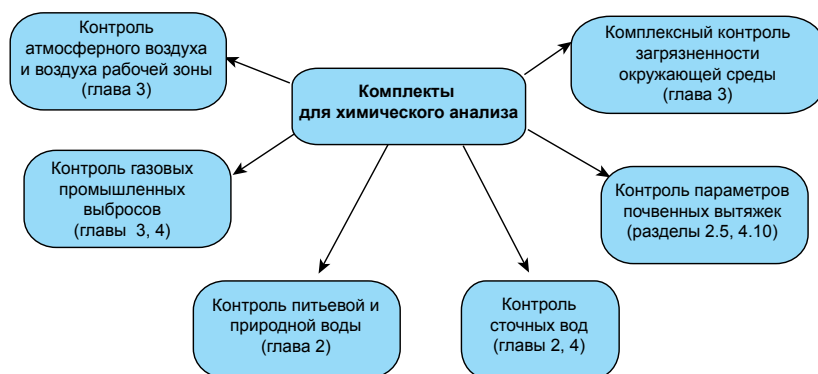 Контроль
атмосферного воздуха
и воздуха рабочей зоны
(глава 3)
Комплексный контроль
загрязненности
окружающей среды
(глава 3)
Комплекты
для химического анализа
Контроль газовых
промышленных
выбросов
(главы 3, 4)
Контроль параметров
почвенных вытяжек
(разделы 2.5, 4.10)
Контроль питьевой и
природной воды
(глава 2)
Контроль
сточных вод
(главы 2, 4)